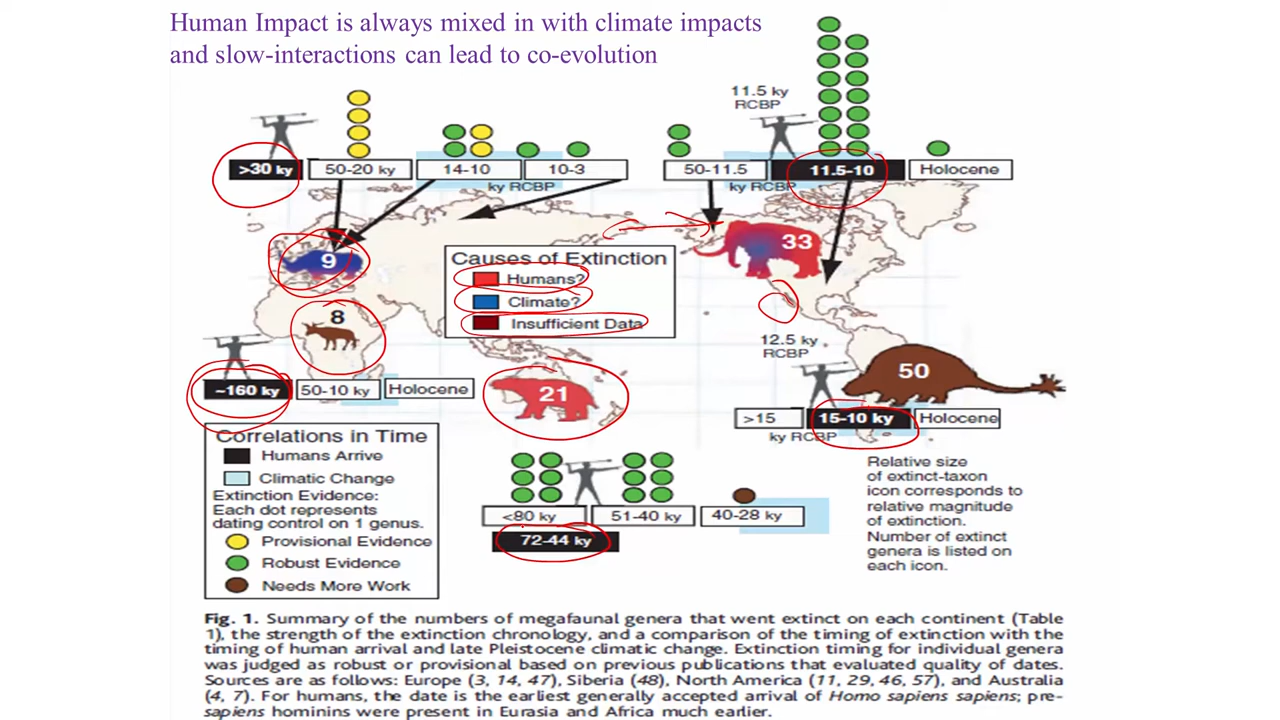 Human Impact is always mixed in with climate impacts
and slow-interactions can lead to co-evolution
11.5 ky
RCBP
>30 ky
50-20 ky
14-10
10-3
ky RCBP
50-11.5
11.5-10
Holocene
ky RCBP
9
33
Causes of Extinction
Humans?
Climate?
Insufficient Data
8
12.5 ky
RCBP
50
21
~160 ky
50-10 ky
Holocene
>15
15-10 ky
Holocene
ky RCBP
Correlations in Time
Humans Arrive
Climatic Change
Extinction Evidence:
Each dot represents
dating control on 1 genus.
Provisional Evidence
Robust Evidence
Needs More Work
<80 ky
51-40 ky
40-28 ky
72-44 ky
Relative size
of extinct-taxon
icon corresponds to
relative magnitude
of extinction.
Number of extinct
genera is listed on
each icon.
Fig. 1. Summary of the numbers of megafaunal genera that went extinct on each continent (Table
1), the strength of the extinction chronology, and a comparison of the timing of extinction with the
timing of human arrival and late Pleistocene climatic change. Extinction timing for individual genera
was judged as robust or provisional based on previous publications that evaluated quality of dates.
Sources are as follows: Europe (3, 14, 47), Siberia (48), North America (11, 29, 46, 57), and Australia
(4, 7). For humans, the date is the earliest generally accepted arrival of Homo sapiens sapiens; pre-
sapiens hominins were present in Eurasia and Africa much earlier.